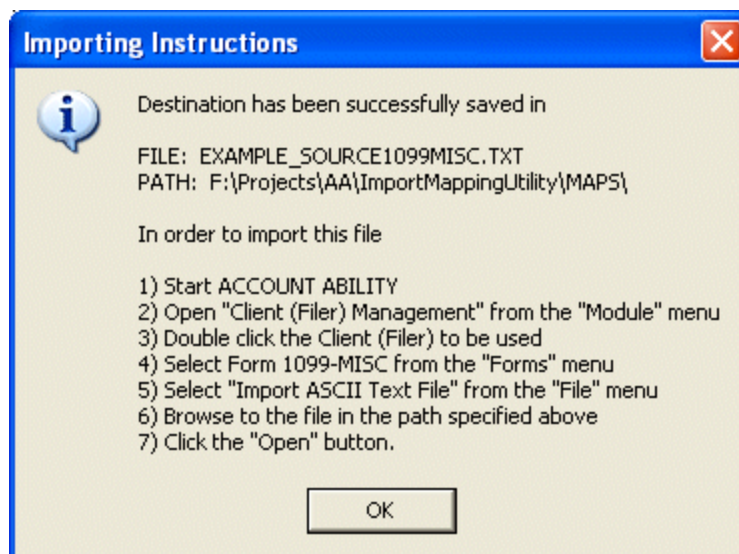 Importing Instructions
Destination has been successfully saved in
FILE: EXAMPLE_SOURCE1099MISC.TXT
PATH: F:\Projects\AA\ImportMappingUtility\MAPS\
In order to import this file
1) Start ACCOUNT ABILITY
2) Open "Client (Filer) Management" from the "Module" menu
3) Double click the Client (Filer) to be used
4) Select Form 1099-MISC from the "Forms" menu
5) Select "Import ASCII Text File" from the "File" menu
6) Browse to the file in the path specified above
7) Click the "Open" button.
OK